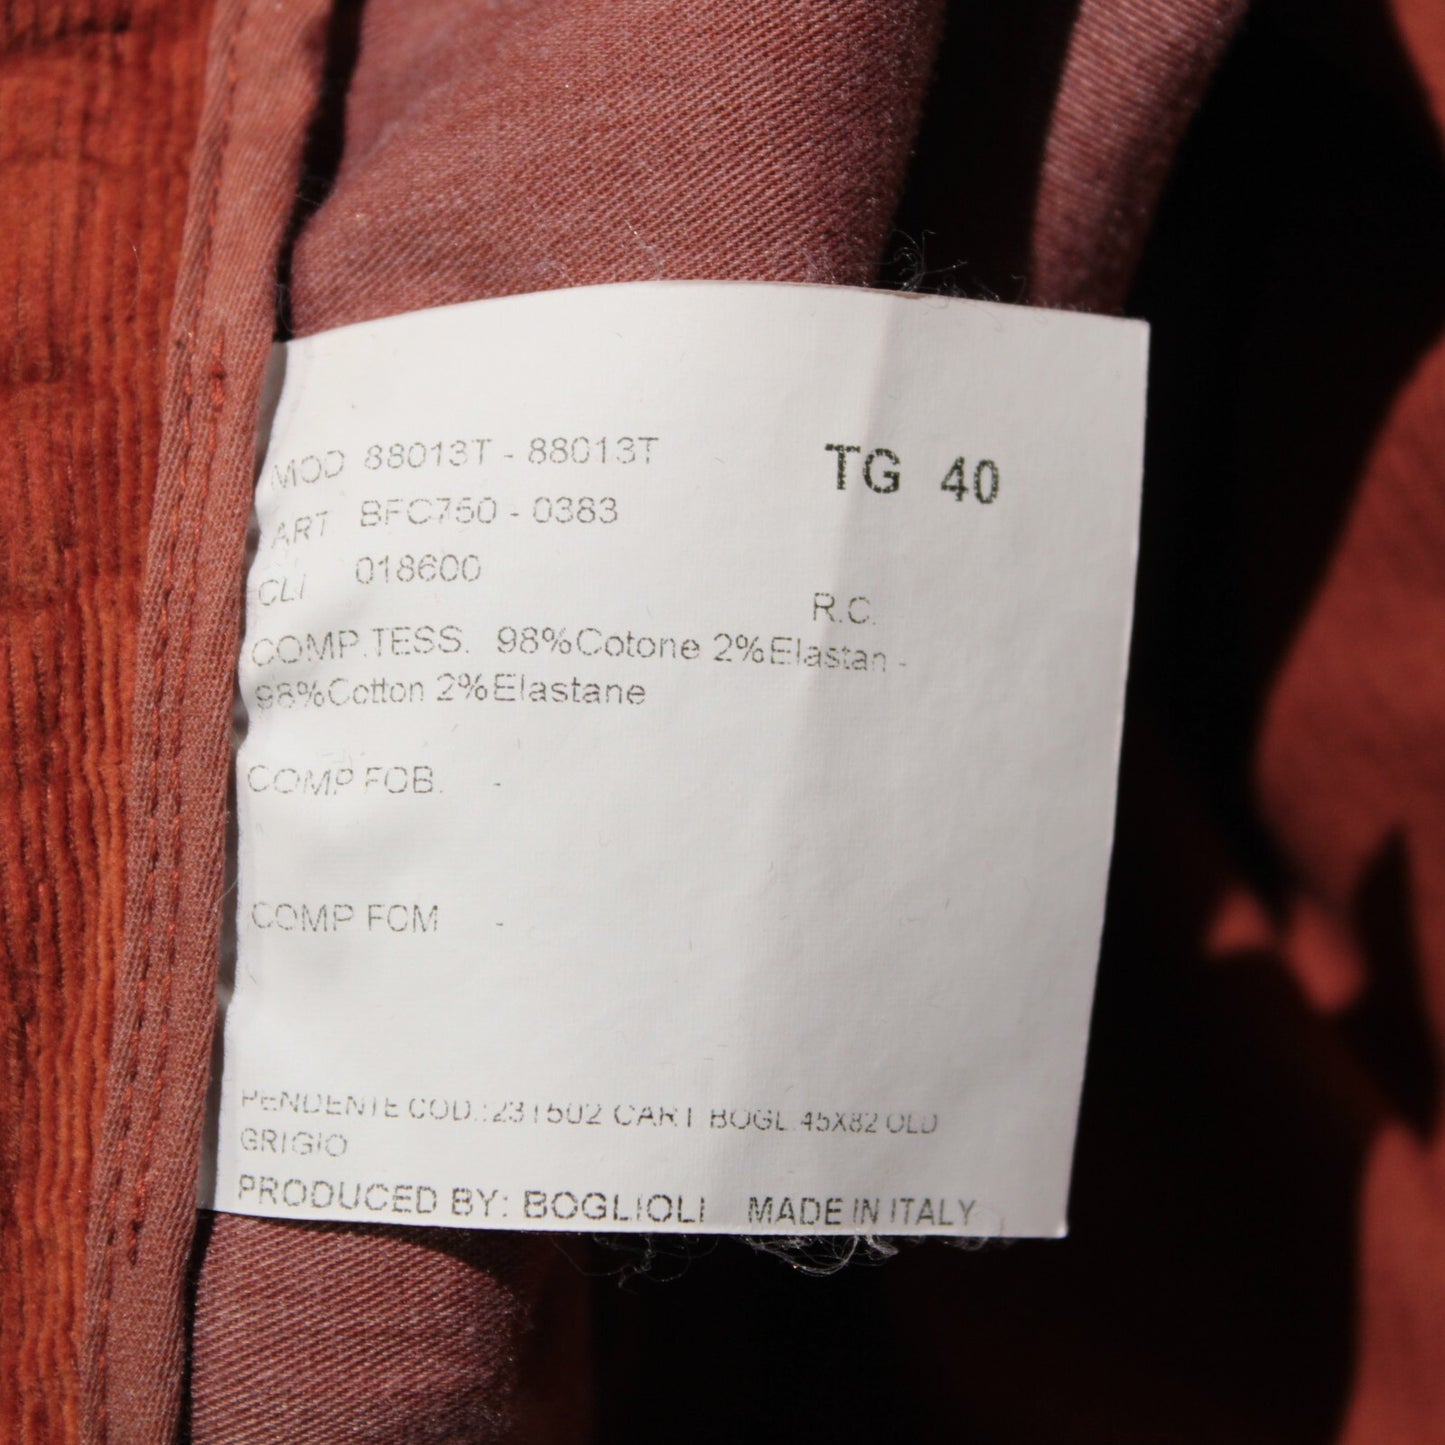 MOD 88013T - 88013T
TG 40
ART BFC750 - 0383
CLI 018600
R.C.
COMP.TESS. 98%Cotone 2%Elastan -
98%Cotton 2%Elastane
COMP FOB. -
COMP FCM -
PENDENTE COD.:231502 CART BOGL.45X82 OLD
GRIGIO
PRODUCED BY: BOGLIOLI MADE IN ITALY